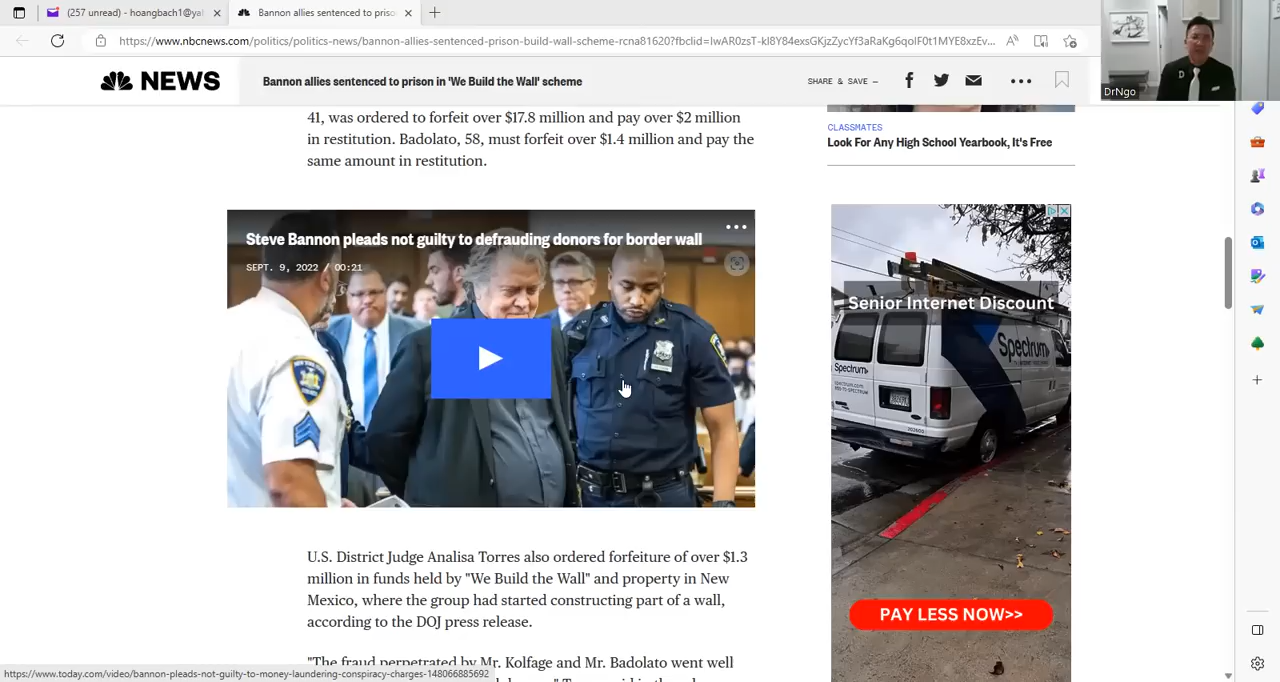 (257 unread) - hoangbach1@yal
Bannon allies sentenced to priso
https://www.nbcnews.com/politics/politics-news/bannon-allies-sentenced-prison-build-wall-scheme-rcna81620?fbclid=IwAR0zsT-kI8Y84exsGKjzZycYf3aRaKg6qolF0t1MYE8xzEv...
NEWS
Bannon allies sentenced to prison in 'We Build the Wall' scheme
SHARE & SAVE —
D
DrNgo
41, was ordered to forfeit over $17.8 million and pay over $2 million
in restitution. Badolato, 58, must forfeit over $1.4 million and pay the
same amount in restitution.
CLASSMATES
Look For Any High School Yearbook, It's Free
Steve Bannon pleads not guilty to defrauding donors for border wall
SEPT. 9, 2022 / 00:21
Senior Internet Discount
Spectrum
Spectrum
PAY LESS NOW>>
U.S. District Judge Analisa Torres also ordered forfeiture of over $1.3
million in funds held by "We Build the Wall" and property in New
Mexico, where the group had started constructing part of a wall,
according to the DOJ press release.
"The fraud perpetrated by Mr. Kolfage and Mr. Badolato went well
https://www.today.com/video/bannon-pleads-not-guilty-to-money-laundering-conspiracy-charges-148066885692